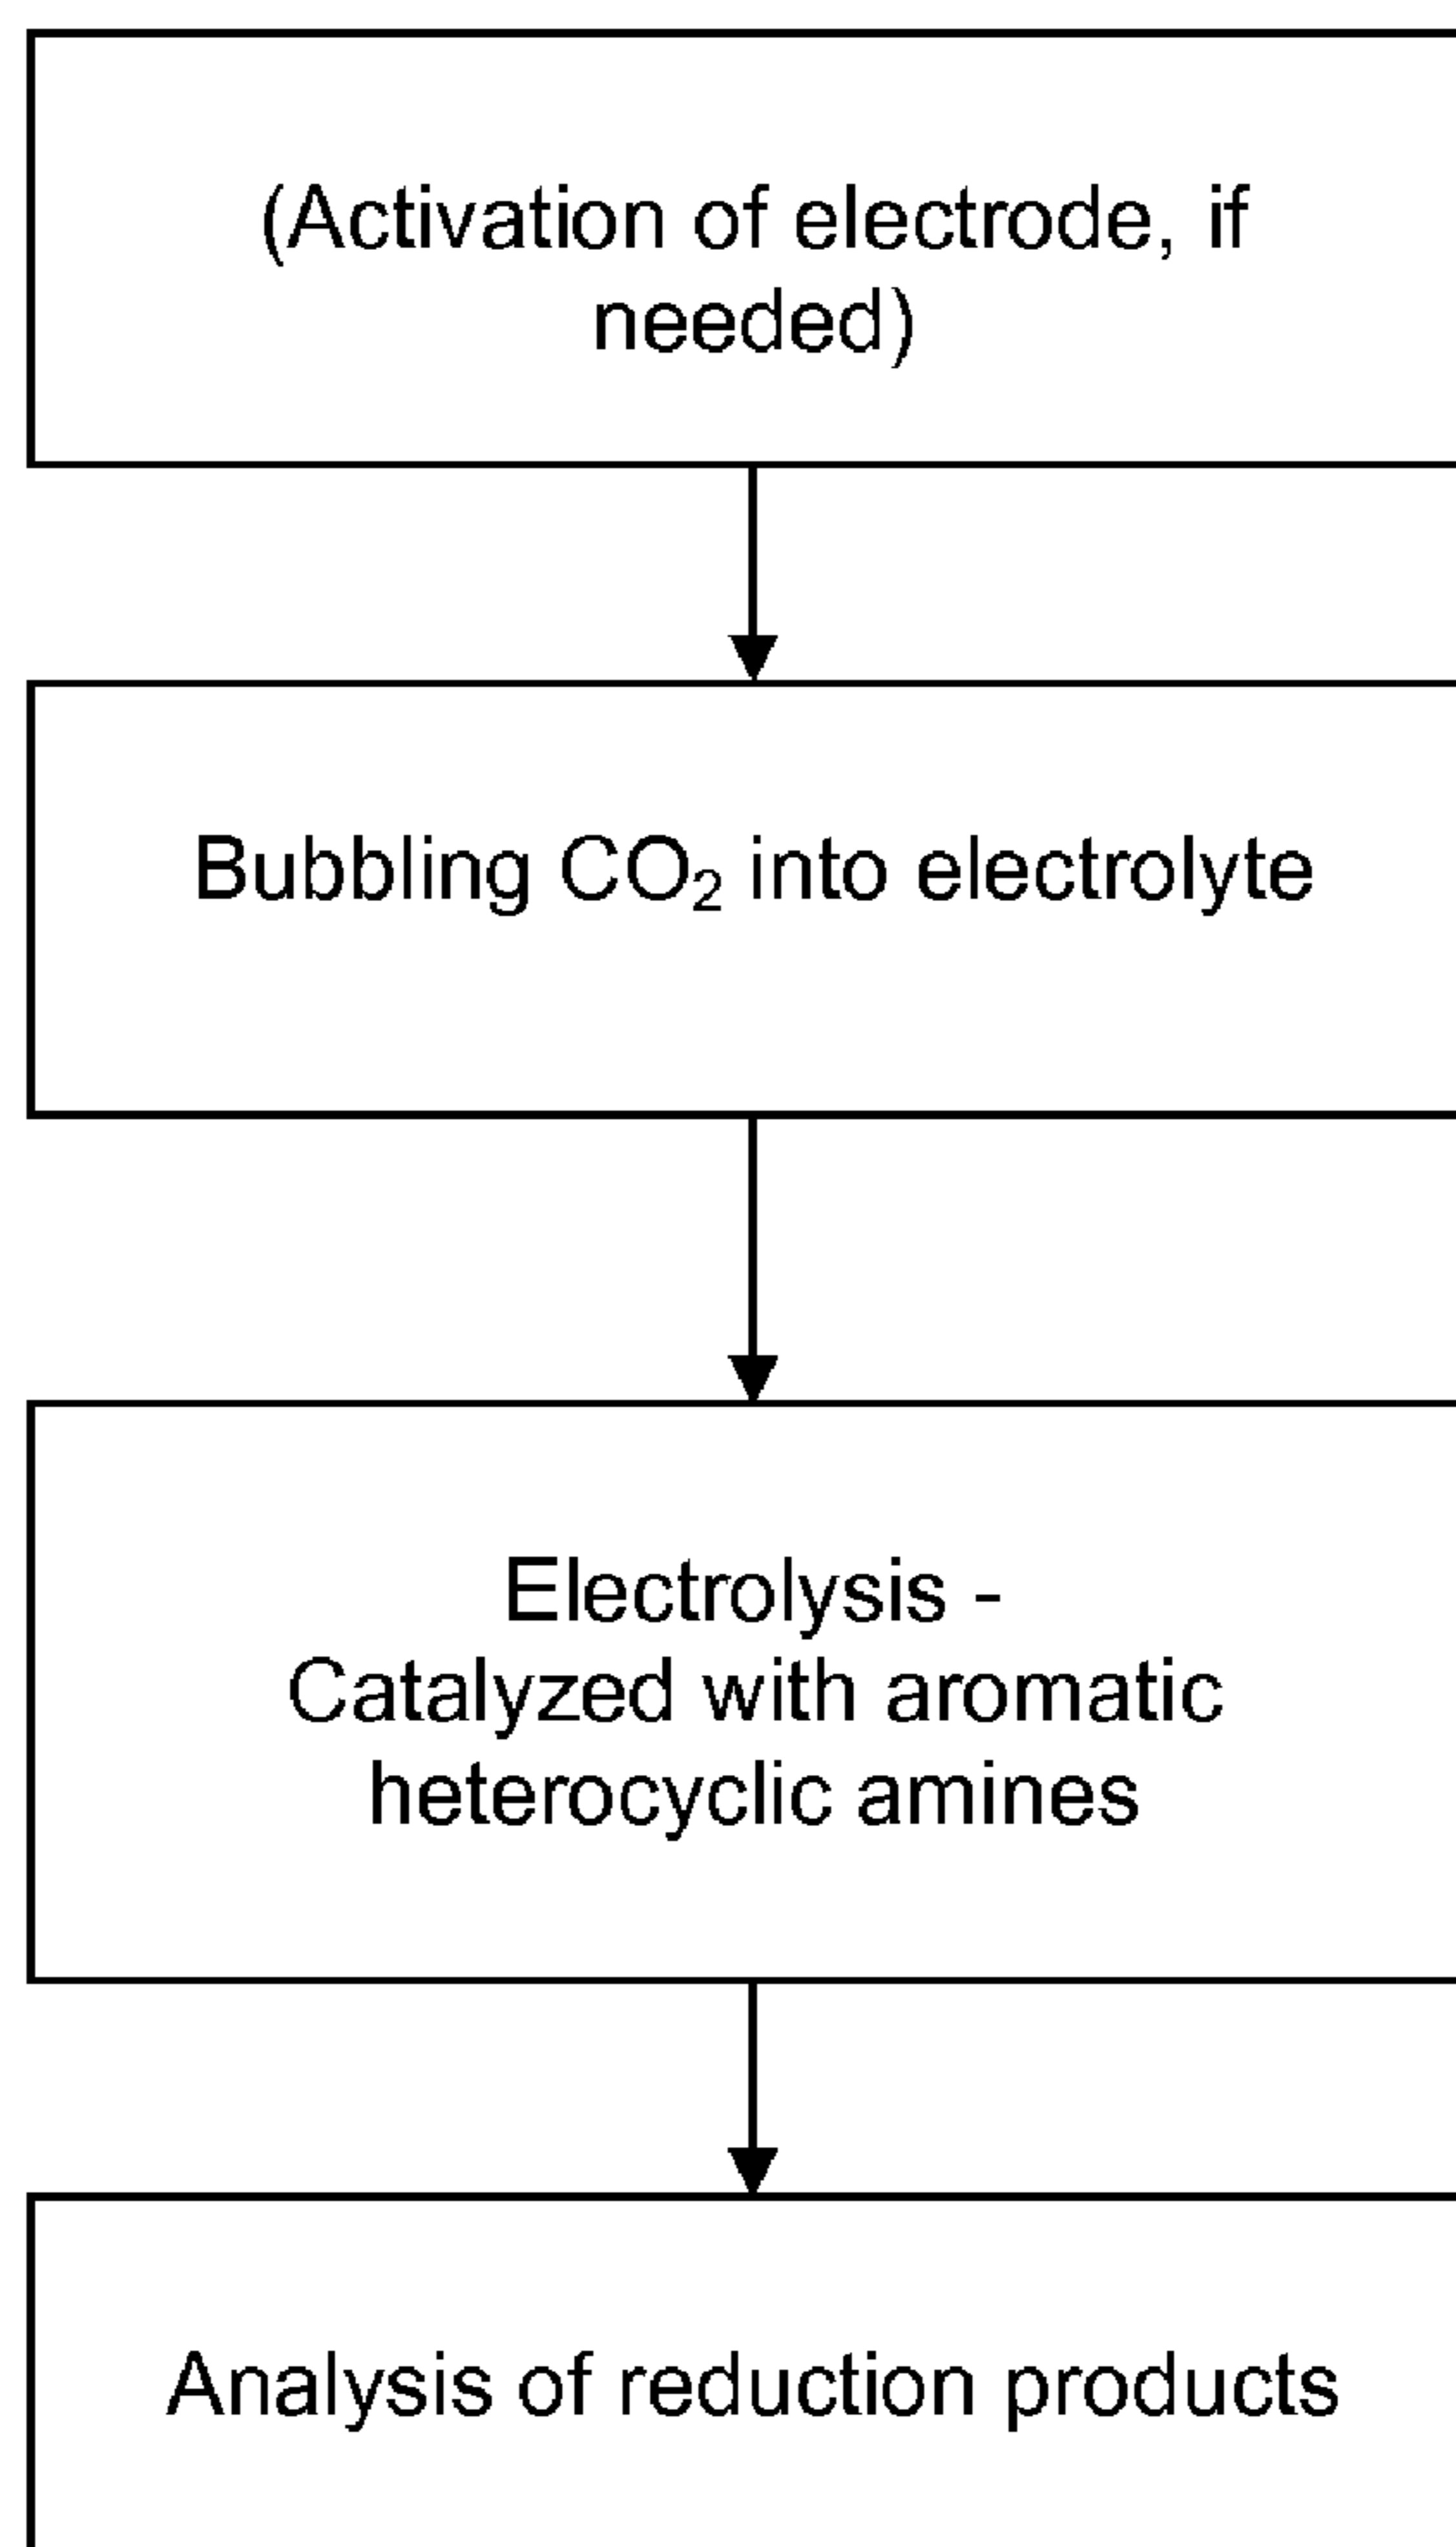 (Activation of electrode, if
needed)
Bubbling CO₂ into electrolyte
Electrolysis -
Catalyzed with aromatic
heterocyclic amines
Analysis of reduction products